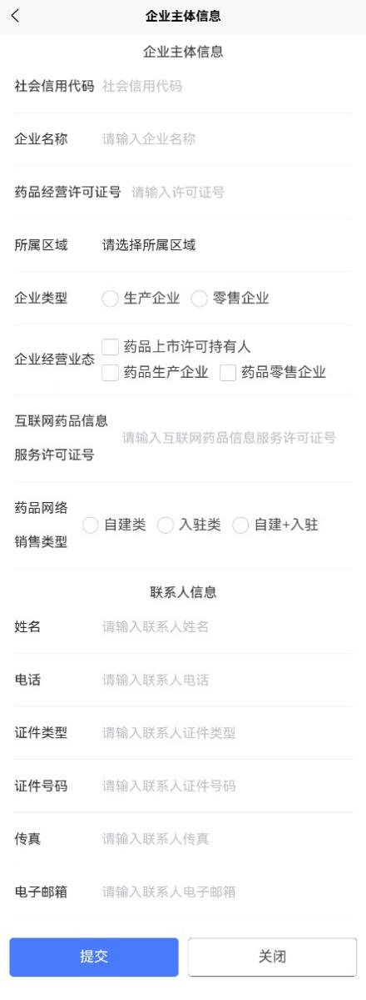 企业主体信息
企业主体信息
社会信用代码 社会信用代码
企业名称 请输入企业名称
药品经营许可证号 请输入许可证号
所属区域 请选择所属区域
企业类型 生产企业 零售企业
企业经营业态 药品上市许可持有人
药品生产企业 药品零售企业
互联网药品信息
服务许可证号 请输入互联网药品信息服务许可证号
药品网络
销售类型 自建类 入驻类 自建+入驻
联系人信息
姓名 请输入联系人姓名
电话 请输入联系人电话
证件类型 请输入联系人证件类型
证件号码 请输入联系人证件号码
传真 请输入联系人传真
电子邮箱 请输入联系人电子邮箱
提交 关闭